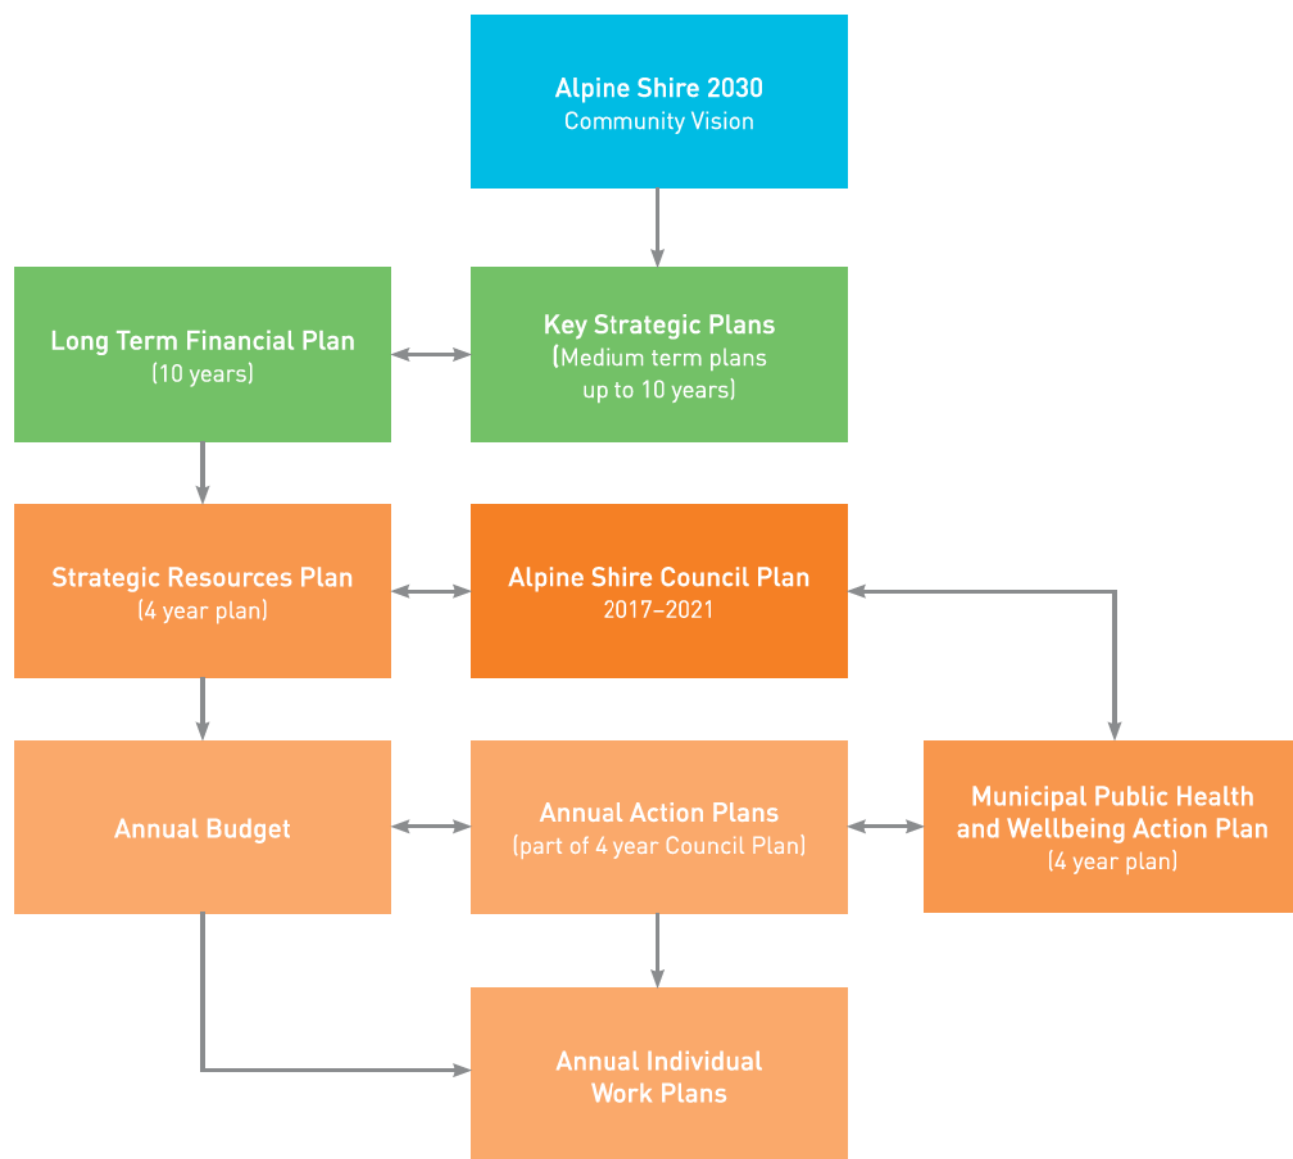 Alpine Shire 2030
Community Vision
Long Term Financial Plan
(10 years)
Key Strategic Plans
(Medium term plans
up to 10 years)
Strategic Resources Plan
(4 year plan)
Alpine Shire Council Plan
2017–2021
Annual Budget
Annual Action Plans
(part of 4 year Council Plan)
Municipal Public Health
and Wellbeing Action Plan
(4 year plan)
Annual Individual
Work Plans